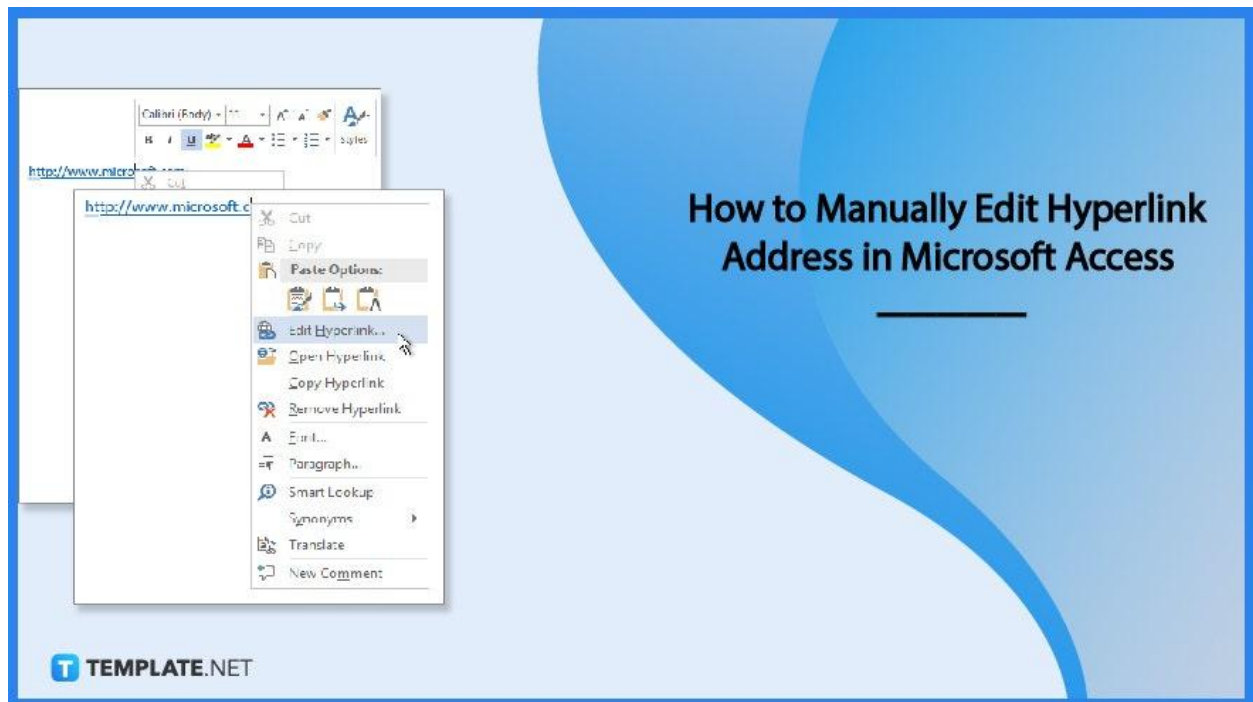 Calibri (Body)
B I U Styles
http://www.microsoft.com
Cut
http://www.microsoft.c
Cut
Copy
Paste Options:
Edit Hyperlink...
Open Hyperlink
Copy Hyperlink
Remove Hyperlink
A Font...
Paragraph...
Smart Lookup
Synonyms
Translate
New Comment
How to Manually Edit Hyperlink
Address in Microsoft Access
T TEMPLATE.NET